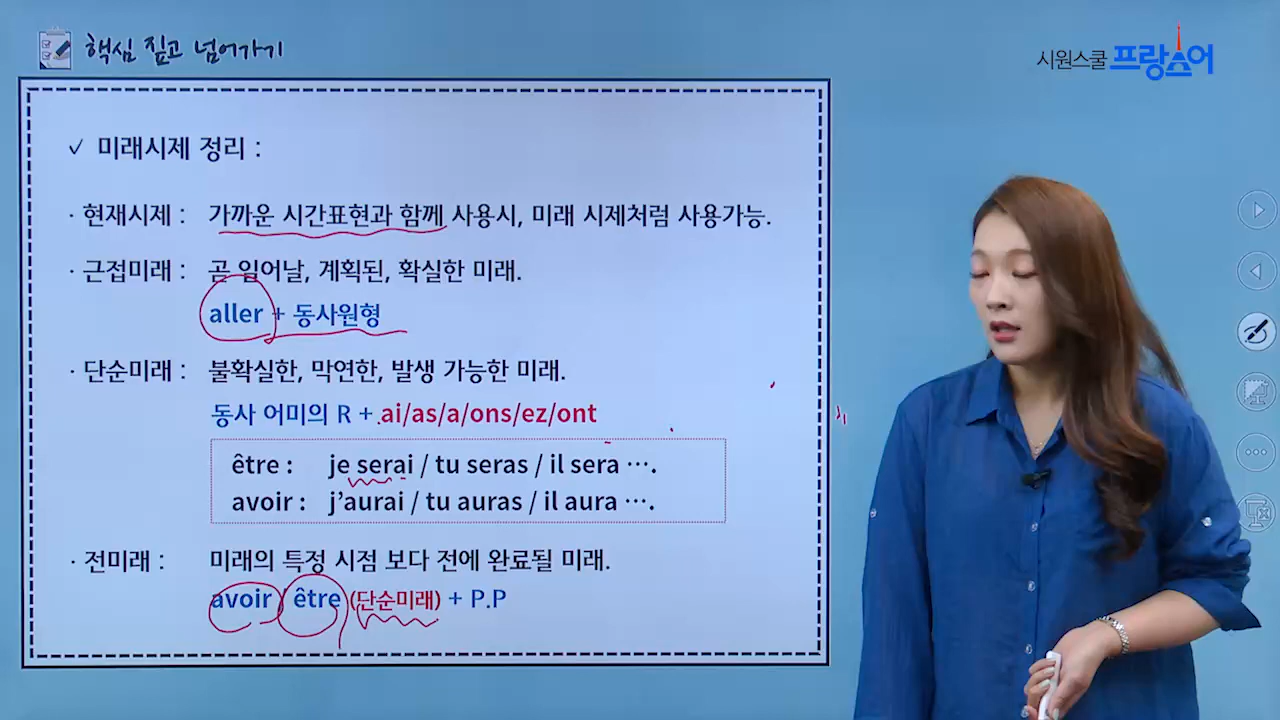 핵심 짚고 넘어가기
시원스쿨 프랑스어
✓ 미래시제 정리 :
· 현재시제 : 가까운 시간표현과 함께 사용시, 미래 시제처럼 사용가능.
· 근접미래 : 곧 일어날, 계획된, 확실한 미래.
aller + 동사원형
· 단순미래 : 불확실한, 막연한, 발생 가능한 미래.
동사 어미의 R + ai/as/a/ons/ez/ont
être : je serai / tu seras / il sera ….
avoir : j’aurai / tu auras / il aura ….
· 전미래 : 미래의 특정 시점 보다 전에 완료될 미래.
avoir / être (단순미래) + P.P